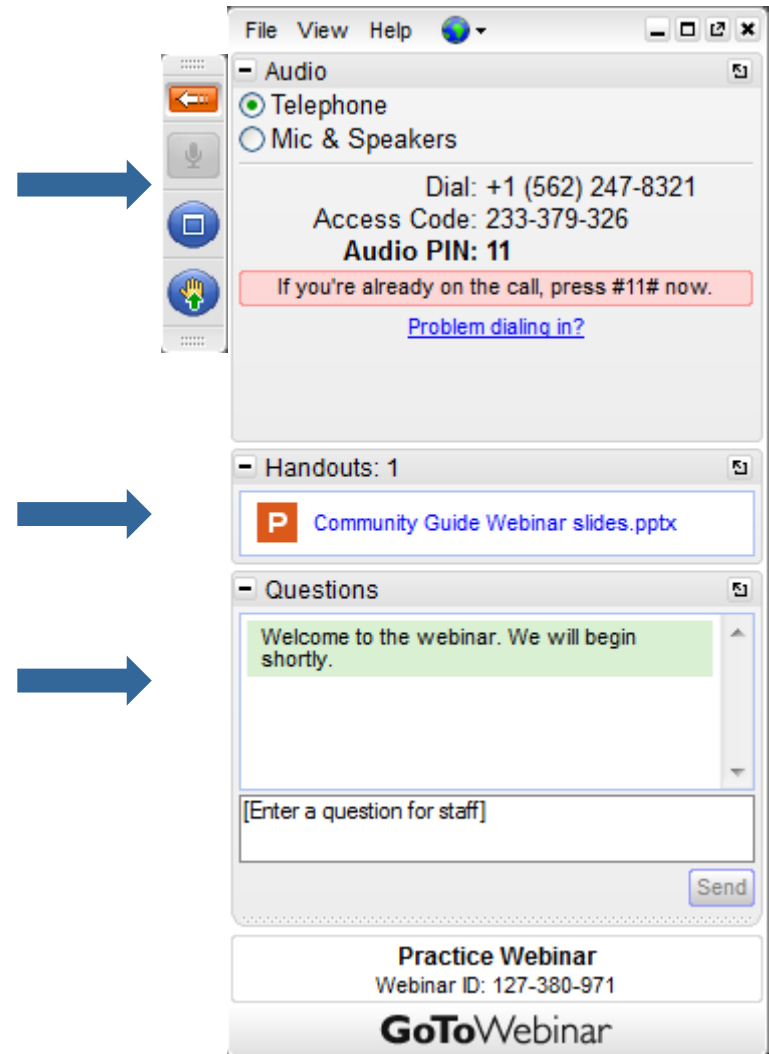 File View Help
Audio
Telephone
Mic & Speakers
Dial: +1 (562) 247-8321
Access Code: 233-379-326
Audio PIN: 11
If you're already on the call, press #11# now.
Problem dialing in?
Handouts: 1
P Community Guide Webinar slides.pptx
Questions
Welcome to the webinar. We will begin
shortly.
[Enter a question for staff]
Send
Practice Webinar
Webinar ID: 127-380-971
GoToWebinar